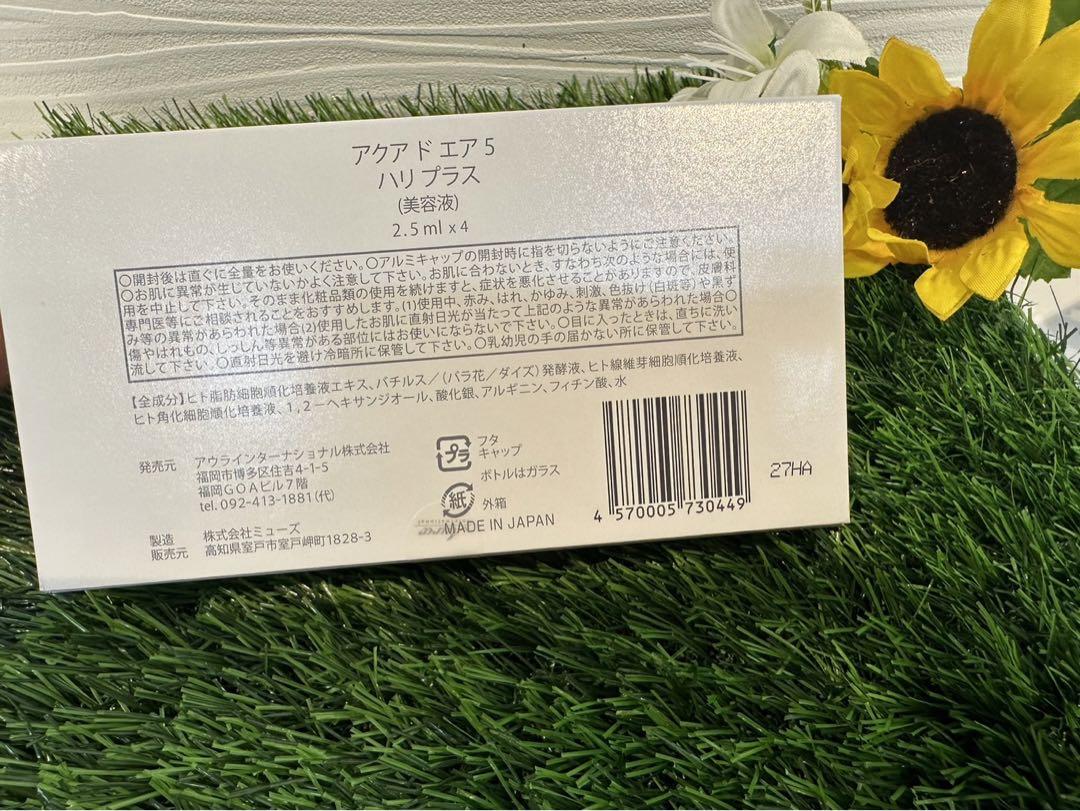 アクア ド エア 5
ハリ プラス
(美容液)
2.5ml x 4
〇開封後は直ぐに全量をお使いください。〇アルミキャップの開封時に指を切らないようにご注意ください。
〇お肌に異常が生じていないかよく注意して下さい。お肌に合わないとき、すなわち次のような場合には、使
用を中止して下さい。そのまま化粧品類の使用を続けますと、症状を悪化させることがありますので、皮膚科
専門医等にご相談されることをおすすめします。(1)使用中、赤み、はれ、かゆみ、刺激、色抜け(白斑等)や黒ず
み等の異常があらわれた場合(2)使用したお肌に直射日光が当たって上記のような異常があらわれた場合〇
傷やはれもの、しっしん等異常がある部位にはお使いにならないで下さい。〇目に入ったときは、直ちに洗い
流して下さい。〇直射日光を避け冷暗所に保管して下さい。〇乳幼児の手の届かない所に保管して下さい。
【全成分】ヒト脂肪細胞順化培養液エキス、バチルス/(バラ花/ダイズ)発酵液、ヒト線維芽細胞順化培養液、
ヒト角化細胞順化培養液、1,2-ヘキサンジオール、酸化銀、アルギニン、フィチン酸、水
発売元 アウラインターナショナル株式会社
福岡市博多区住吉4-1-5
福岡GOAビル7階
tel.092-413-1881(代)
製造
販売元
株式会社ミューズ
高知県室戸市室戸岬町1828-3
プラ
フタ
キャップ
ボトルはガラス
紙 外箱
MADE IN JAPAN
4 570005 730449
27HA